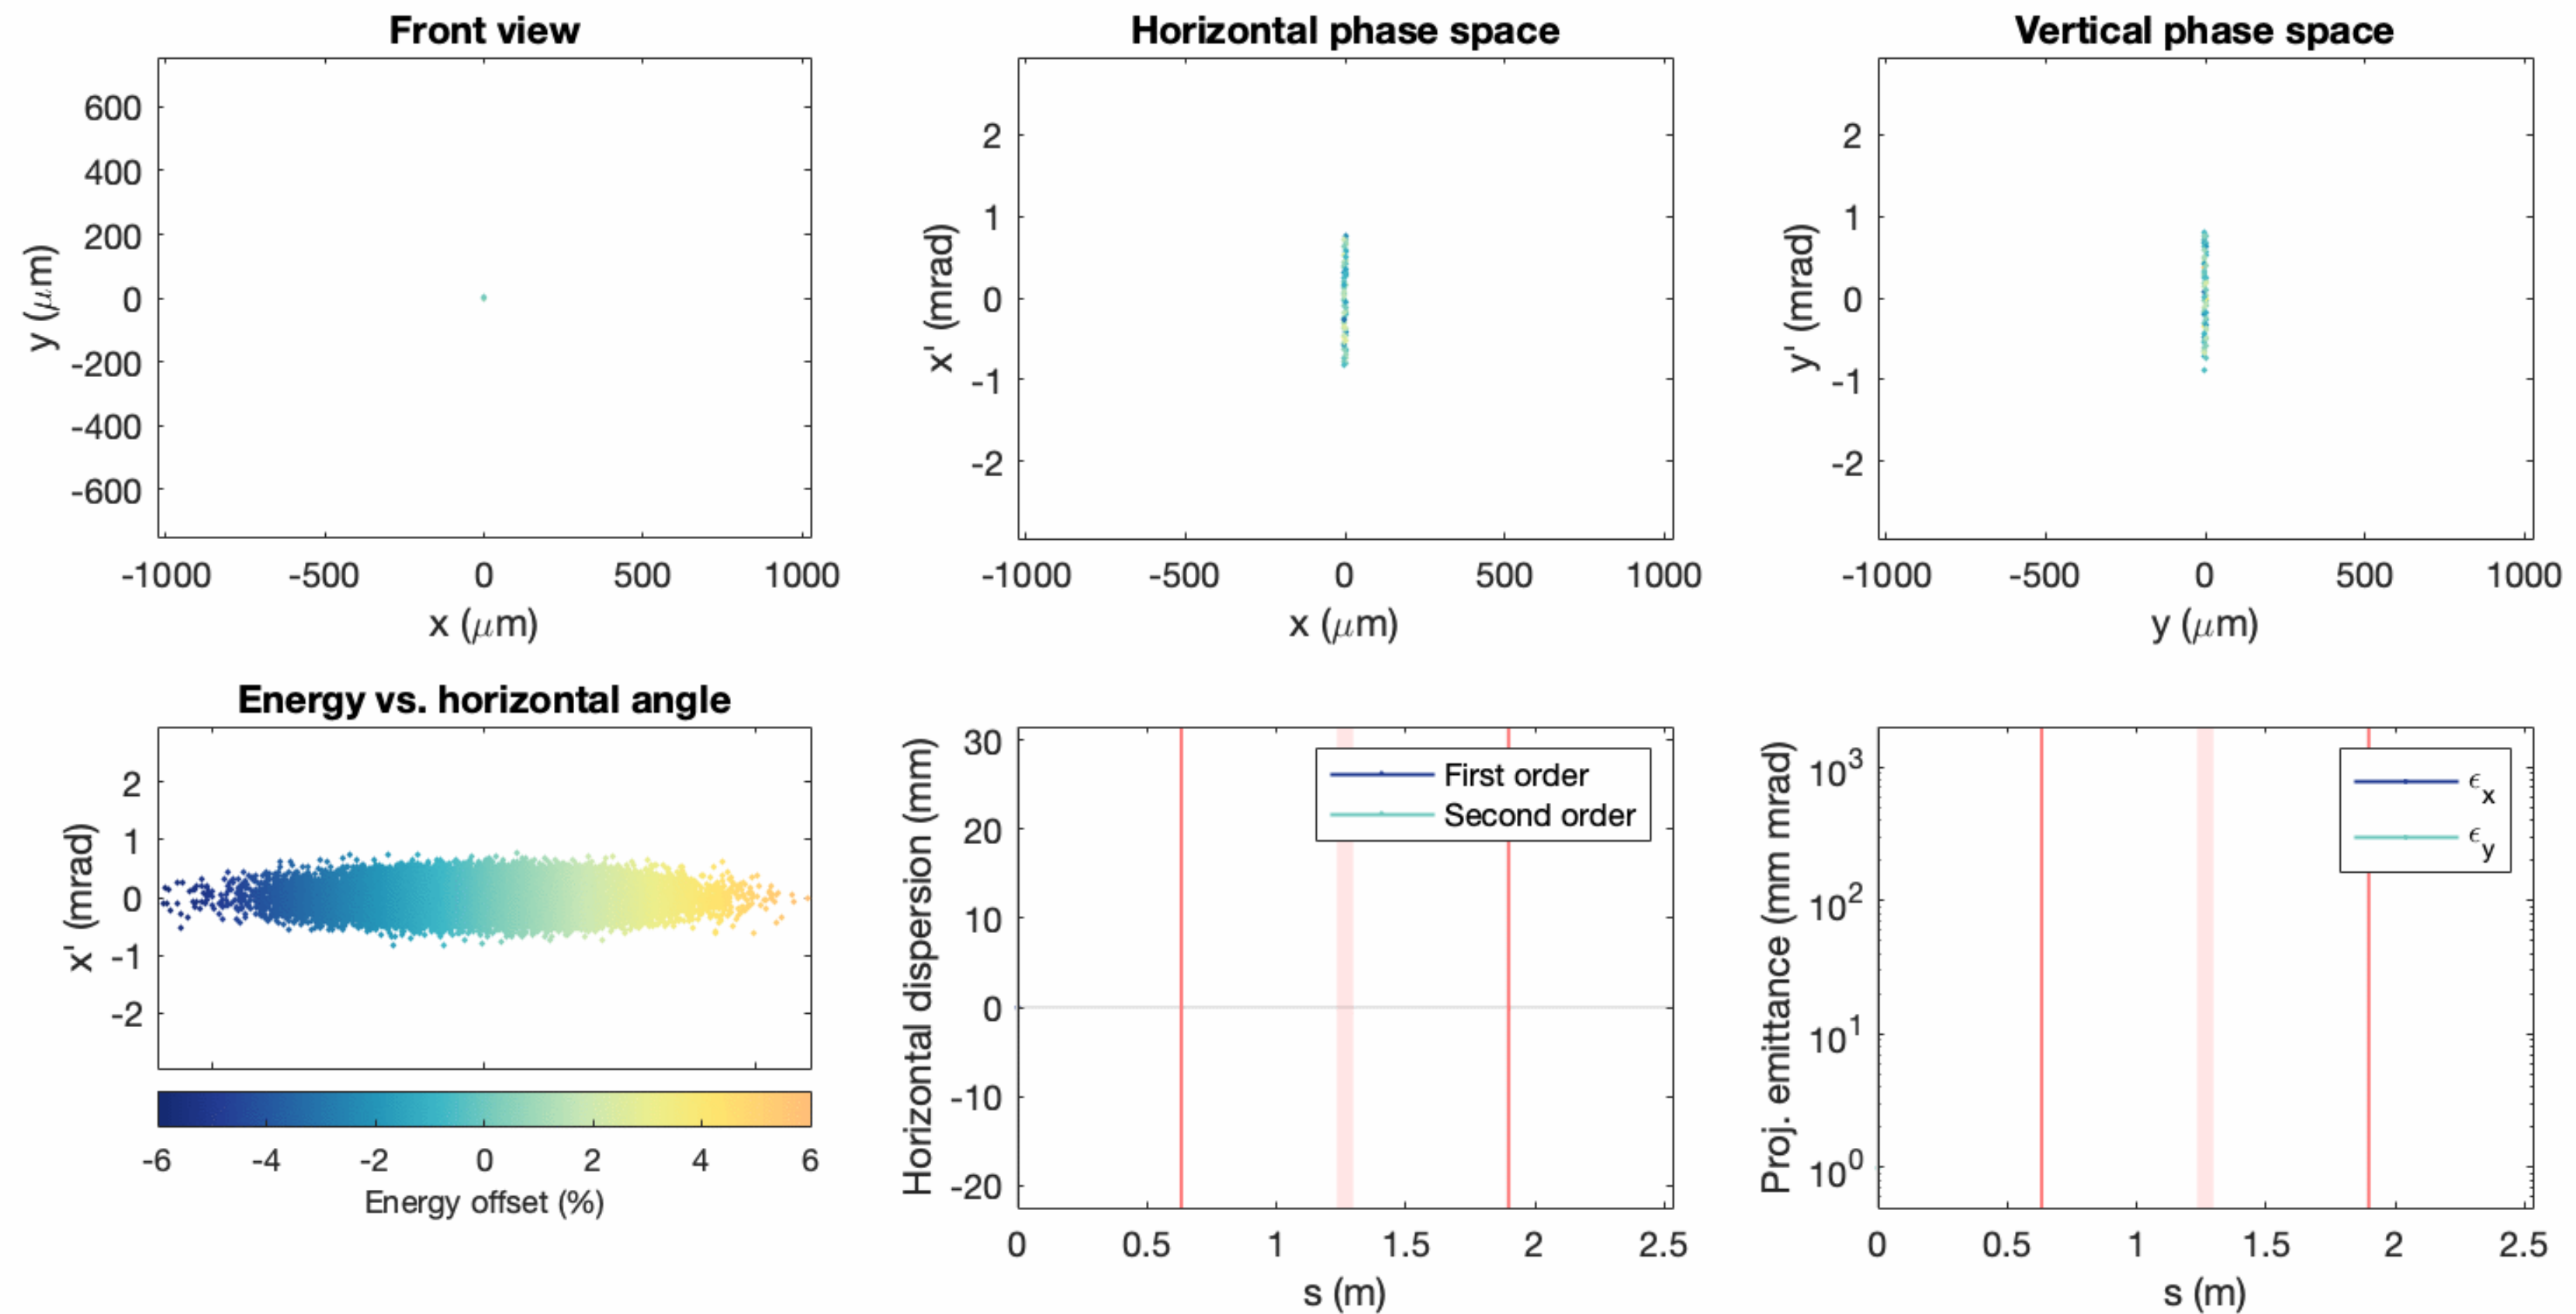 Front view
600
400
200
0
-200
-400
-600
y (μm)
-1000 -500 0 500 1000
x (μm)
Horizontal phase space
2
1
0
-1
-2
x' (mrad)
-1000 -500 0 500 1000
x (μm)
Vertical phase space
2
1
0
-1
-2
y' (mrad)
-1000 -500 0 500 1000
y (μm)
Energy vs. horizontal angle
2
1
0
-1
-2
x' (mrad)
-6 -4 -2 0 2 4 6
Energy offset (%)
30
20
10
0
-10
-20
Horizontal dispersion (mm)
First order
Second order
0 0.5 1 1.5 2 2.5
s (m)
10³
10²
10¹
10⁰
Proj. emittance (mm mrad)
ϵx
ϵy
0 0.5 1 1.5 2 2.5
s (m)